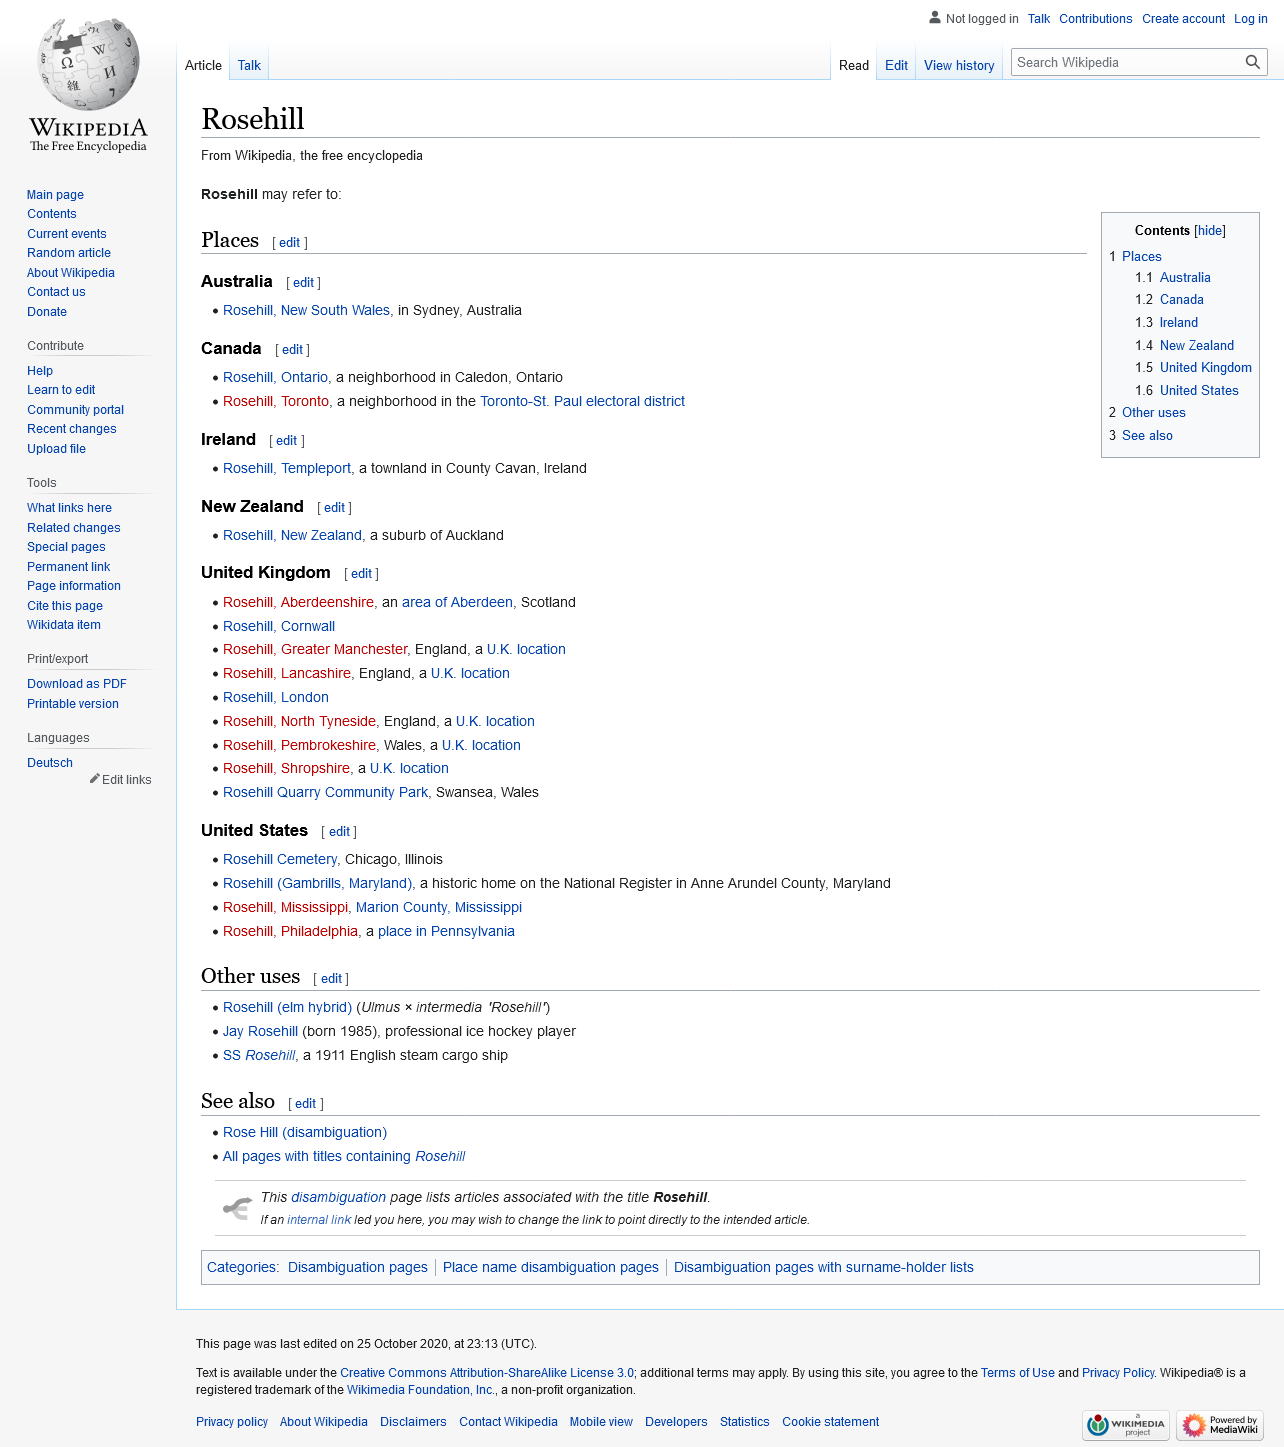 Not logged in Talk Contributions Create account Log in
Article Talk Read Edit View history Search Wikipedia
WIKIPEDIA
The Free Encyclopedia
Main page
Contents
Current events
Random article
About Wikipedia
Contact us
Donate
Contribute
Help
Learn to edit
Community portal
Recent changes
Upload file
Tools
What links here
Related changes
Special pages
Permanent link
Page information
Cite this page
Wikidata item
Print/export
Download as PDF
Printable version
Languages
Deutsch
Edit links
Rosehill
From Wikipedia, the free encyclopedia
Rosehill may refer to:
Contents [hide]
1 Places
1.1 Australia
1.2 Canada
1.3 Ireland
1.4 New Zealand
1.5 United Kingdom
1.6 United States
2 Other uses
3 See also
Places [ edit ]
Australia [ edit ]
• Rosehill, New South Wales, in Sydney, Australia
Canada [ edit ]
• Rosehill, Ontario, a neighborhood in Caledon, Ontario
• Rosehill, Toronto, a neighborhood in the Toronto-St. Paul electoral district
Ireland [ edit ]
• Rosehill, Templeport, a townland in County Cavan, Ireland
New Zealand [ edit ]
• Rosehill, New Zealand, a suburb of Auckland
United Kingdom [ edit ]
• Rosehill, Aberdeenshire, an area of Aberdeen, Scotland
• Rosehill, Cornwall
• Rosehill, Greater Manchester, England, a U.K. location
• Rosehill, Lancashire, England, a U.K. location
• Rosehill, London
• Rosehill, North Tyneside, England, a U.K. location
• Rosehill, Pembrokeshire, Wales, a U.K. location
• Rosehill, Shropshire, a U.K. location
• Rosehill Quarry Community Park, Swansea, Wales
United States [ edit ]
• Rosehill Cemetery, Chicago, Illinois
• Rosehill (Gambrills, Maryland), a historic home on the National Register in Anne Arundel County, Maryland
• Rosehill, Mississippi, Marion County, Mississippi
• Rosehill, Philadelphia, a place in Pennsylvania
Other uses [ edit ]
• Rosehill (elm hybrid) (Ulmus × intermedia 'Rosehill')
• Jay Rosehill (born 1985), professional ice hockey player
• SS Rosehill, a 1911 English steam cargo ship
See also [ edit ]
• Rose Hill (disambiguation)
• All pages with titles containing Rosehill
This disambiguation page lists articles associated with the title Rosehill.
If an internal link led you here, you may wish to change the link to point directly to the intended article.
Categories: Disambiguation pages | Place name disambiguation pages | Disambiguation pages with surname-holder lists
This page was last edited on 25 October 2020, at 23:13 (UTC).
Text is available under the Creative Commons Attribution-ShareAlike License 3.0; additional terms may apply. By using this site, you agree to the Terms of Use and Privacy Policy. Wikipedia® is a
registered trademark of the Wikimedia Foundation, Inc., a non-profit organization.
Privacy policy About Wikipedia Disclaimers Contact Wikipedia Mobile view Developers Statistics Cookie statement
a WIKIMEDIA project
Powered by MediaWiki